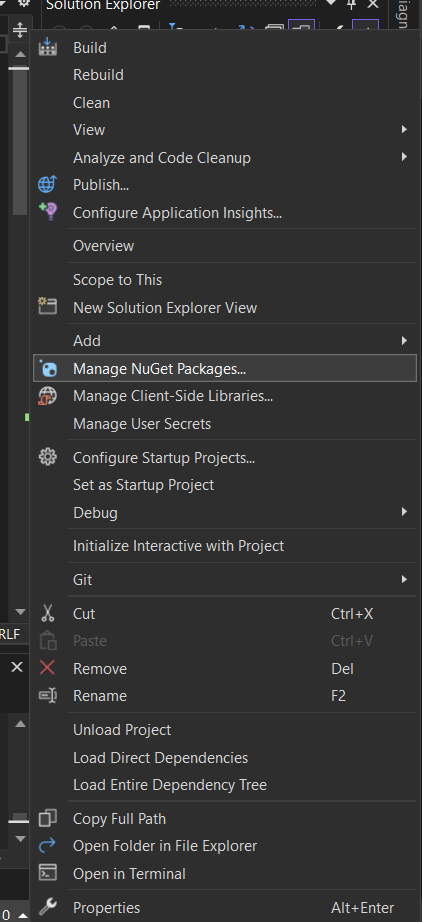 Solution Explorer
Diagn
Build
Rebuild
Clean
View
Analyze and Code Cleanup
Publish...
Configure Application Insights...
Overview
Scope to This
New Solution Explorer View
Add
Manage NuGet Packages...
Manage Client-Side Libraries...
Manage User Secrets
Configure Startup Projects...
Set as Startup Project
Debug
Initialize Interactive with Project
Git
Cut Ctrl+X
RLF
Paste Ctrl+V
Remove Del
Rename F2
Unload Project
Load Direct Dependencies
Load Entire Dependency Tree
Copy Full Path
Open Folder in File Explorer
Open in Terminal
Properties Alt+Enter
0